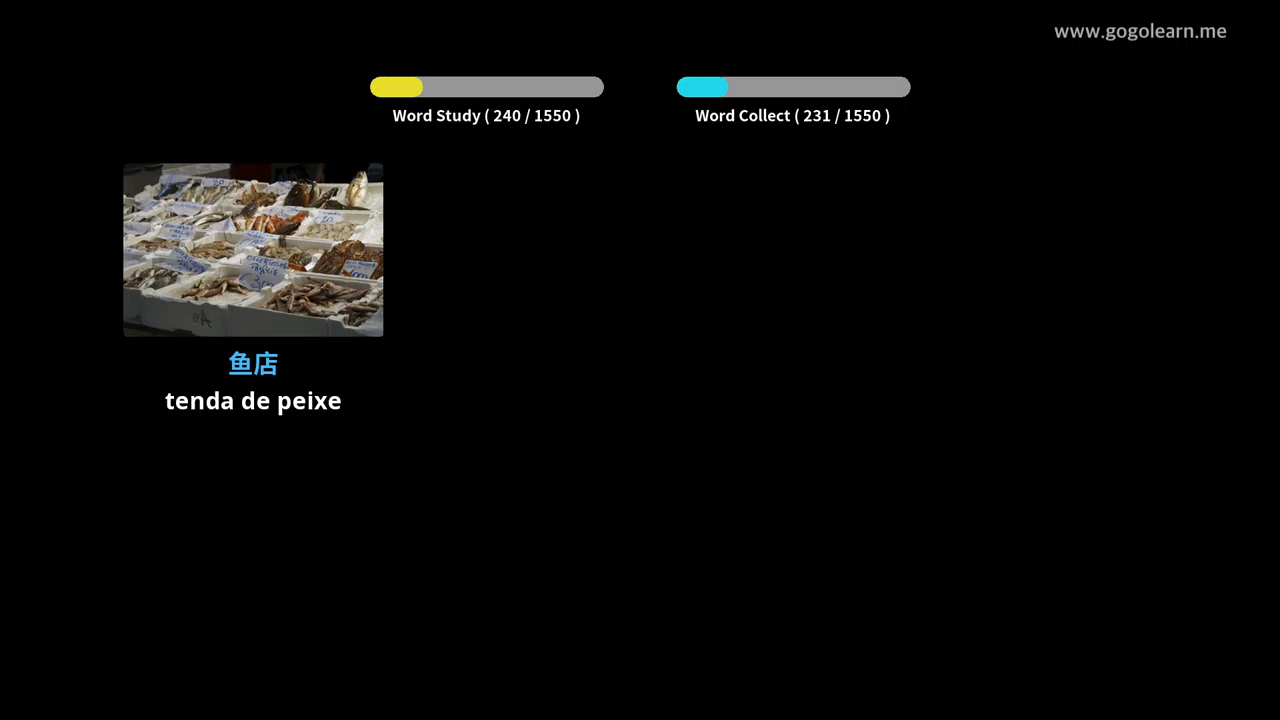 www.gogolearn.me
Word Study ( 240 / 1550 )
Word Collect ( 231 / 1550 )
鱼店
tenda de peixe